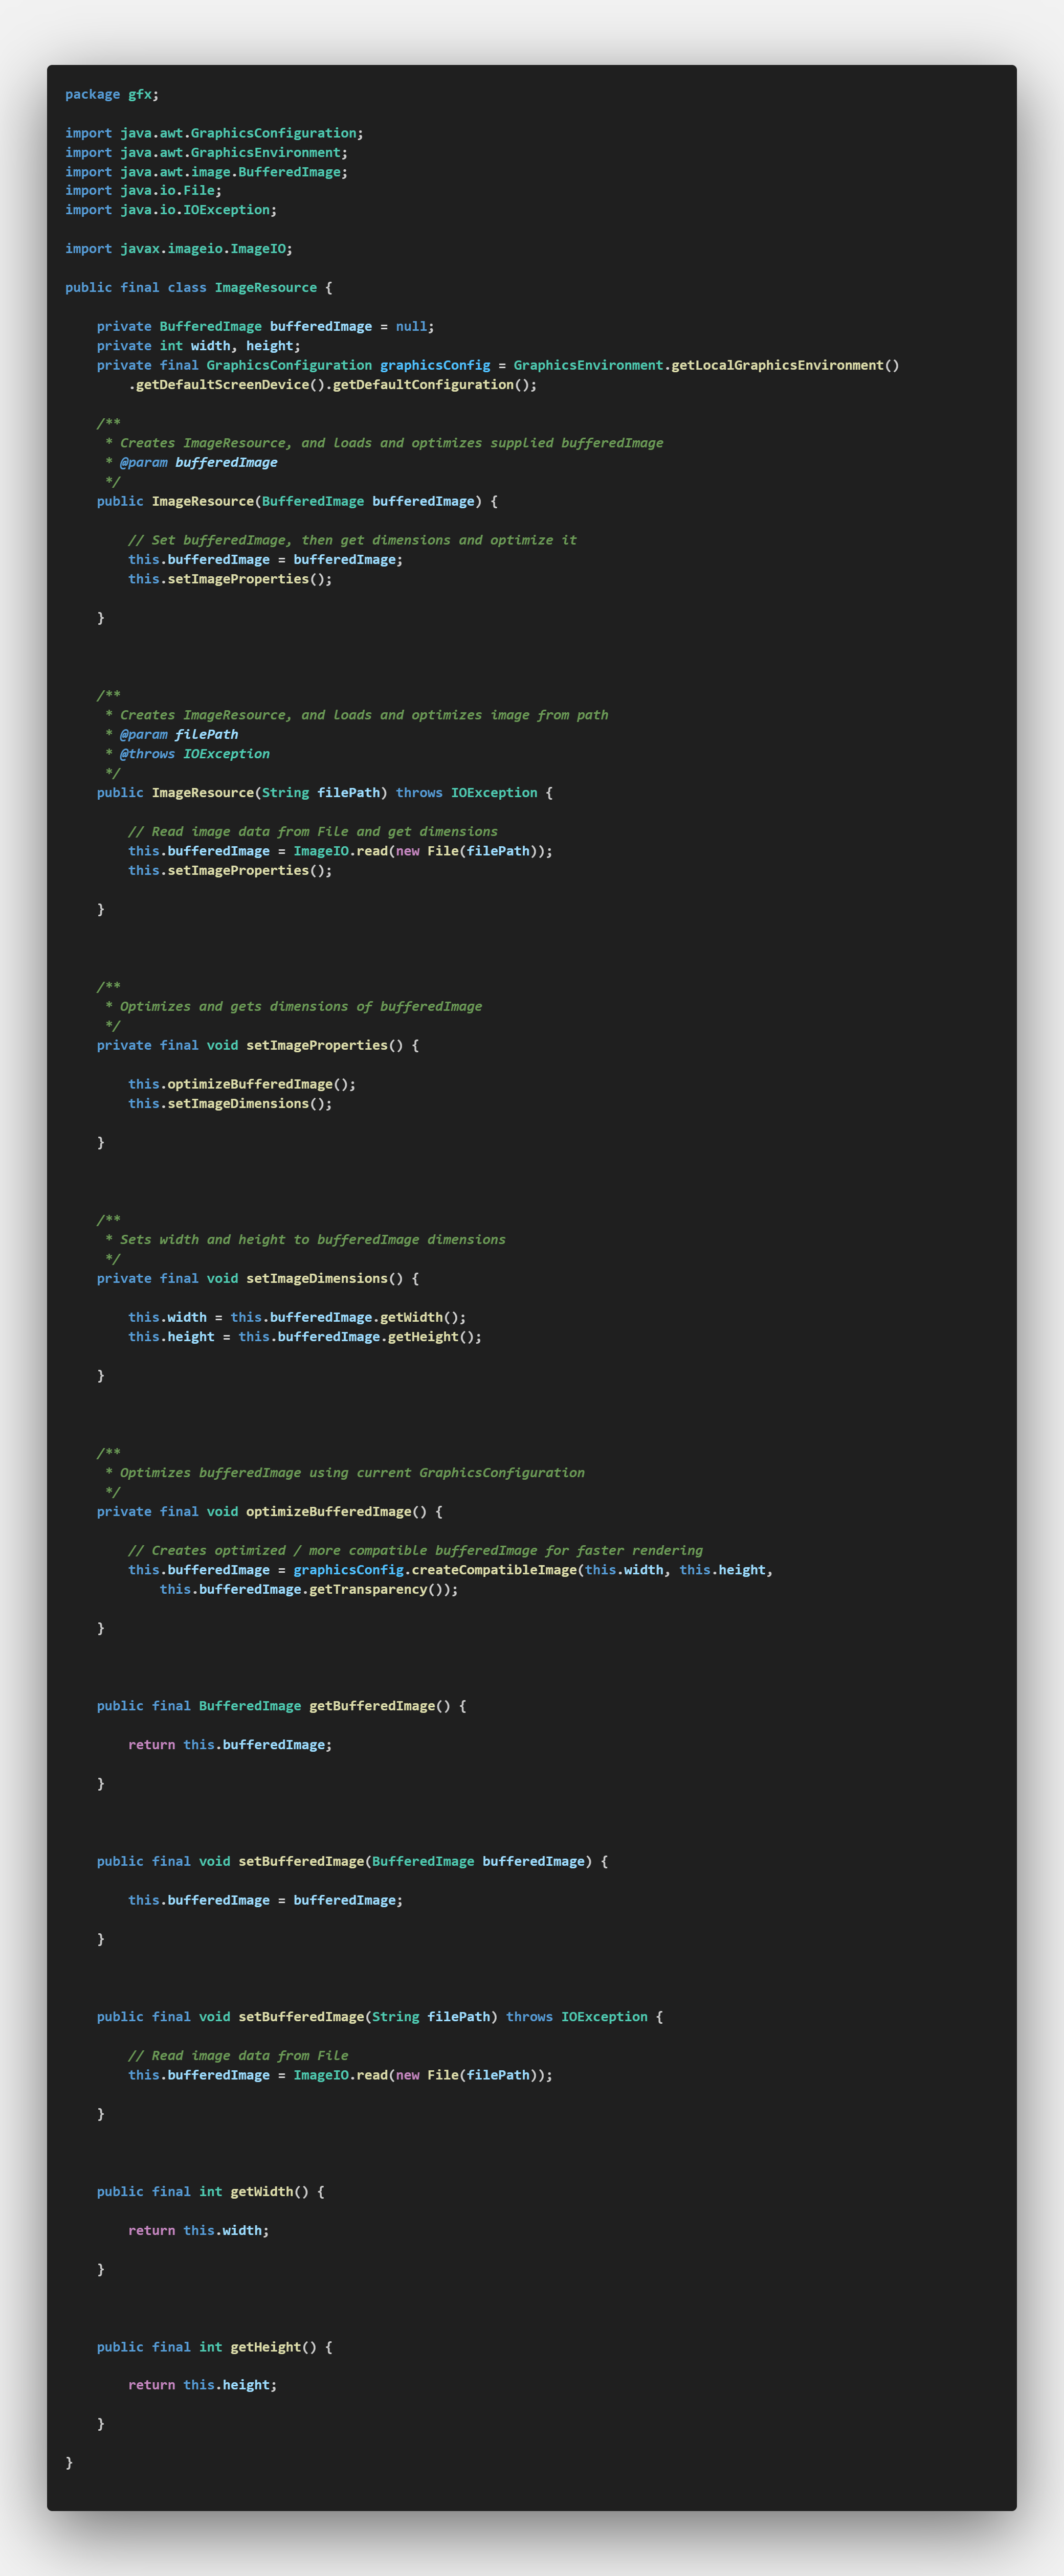 package gfx;

import java.awt.GraphicsConfiguration;
import java.awt.GraphicsEnvironment;
import java.awt.image.BufferedImage;
import java.io.File;
import java.io.IOException;

import javax.imageio.ImageIO;

public final class ImageResource {

    private BufferedImage bufferedImage = null;
    private int width, height;
    private final GraphicsConfiguration graphicsConfig = GraphicsEnvironment.getLocalGraphicsEnvironment()
        .getDefaultScreenDevice().getDefaultConfiguration();

    /**
     * Creates ImageResource, and loads and optimizes supplied bufferedImage
     * @param bufferedImage
     */
    public ImageResource(BufferedImage bufferedImage) {

        // Set bufferedImage, then get dimensions and optimize it
        this.bufferedImage = bufferedImage;
        this.setImageProperties();

    }



    /**
     * Creates ImageResource, and loads and optimizes image from path
     * @param filePath
     * @throws IOException
     */
    public ImageResource(String filePath) throws IOException {

        // Read image data from File and get dimensions
        this.bufferedImage = ImageIO.read(new File(filePath));
        this.setImageProperties();

    }



    /**
     * Optimizes and gets dimensions of bufferedImage
     */
    private final void setImageProperties() {

        this.optimizeBufferedImage();
        this.setImageDimensions();

    }



    /**
     * Sets width and height to bufferedImage dimensions
     */
    private final void setImageDimensions() {

        this.width = this.bufferedImage.getWidth();
        this.height = this.bufferedImage.getHeight();

    }



    /**
     * Optimizes bufferedImage using current GraphicsConfiguration
     */
    private final void optimizeBufferedImage() {

        // Creates optimized / more compatible bufferedImage for faster rendering
        this.bufferedImage = graphicsConfig.createCompatibleImage(this.width, this.height,
            this.bufferedImage.getTransparency());

    }



    public final BufferedImage getBufferedImage() {

        return this.bufferedImage;

    }



    public final void setBufferedImage(BufferedImage bufferedImage) {

        this.bufferedImage = bufferedImage;

    }



    public final void setBufferedImage(String filePath) throws IOException {

        // Read image data from File
        this.bufferedImage = ImageIO.read(new File(filePath));

    }



    public final int getWidth() {

        return this.width;

    }



    public final int getHeight() {

        return this.height;

    }

}